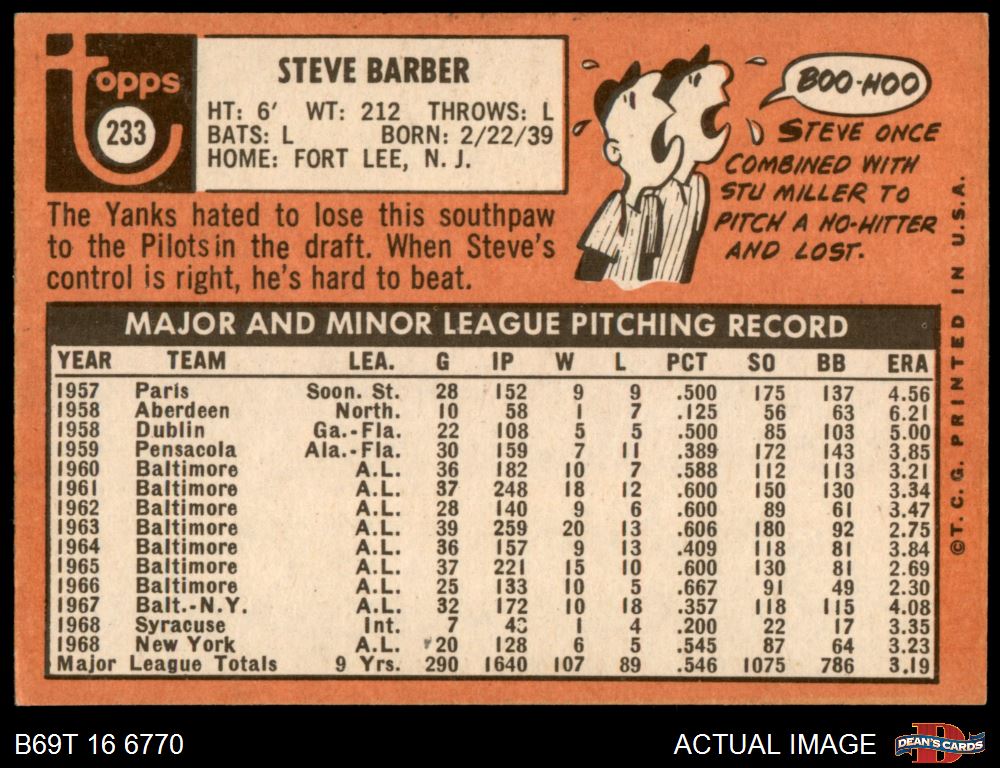 topps
233
STEVE BARBER
HT: 6' WT: 212 THROWS: L
BATS: L BORN: 2/22/39
HOME: FORT LEE, N. J.
The Yanks hated to lose this southpaw
to the Pilots in the draft. When Steve's
control is right, he's hard to beat.
BOO-HOO
STEVE ONCE
COMBINED WITH
STU MILLER TO
PITCH A NO-HITTER
AND LOST.
MAJOR AND MINOR LEAGUE PITCHING RECORD
YEAR TEAM LEA. G IP W L PCT SO BB ERA
1957 Paris Soon. St. 28 152 9 9 .500 175 137 4.56
1958 Aberdeen North. 10 58 1 7 .125 56 63 6.21
1958 Dublin Ga.-Fla. 22 108 5 5 .500 85 103 5.00
1959 Pensacola Ala.-Fla. 30 159 7 11 .389 172 143 3.85
1960 Baltimore A.L. 36 182 10 7 .588 112 113 3.21
1961 Baltimore A.L. 37 248 18 12 .600 150 130 3.34
1962 Baltimore A.L. 28 140 9 6 .600 89 61 3.47
1963 Baltimore A.L. 39 259 20 13 .606 180 92 2.75
1964 Baltimore A.L. 36 157 9 13 .409 118 81 3.84
1965 Baltimore A.L. 37 221 15 10 .600 130 81 2.69
1966 Baltimore A.L. 25 133 10 5 .667 91 49 2.30
1967 Balt.-N.Y. A.L. 32 172 10 18 .357 118 115 4.08
1968 Syracuse Int. 7 1 4 .200 22 17 3.35
1968 New York A.L. 20 128 6 5 .545 87 64 3.23
Major League Totals 9 Yrs. 290 1640 107 89 .546 1075 786 3.19
©T. C. G. PRINTED IN U.S.A.
B69T 16 6770
ACTUAL IMAGE
DEAN'S CARDS